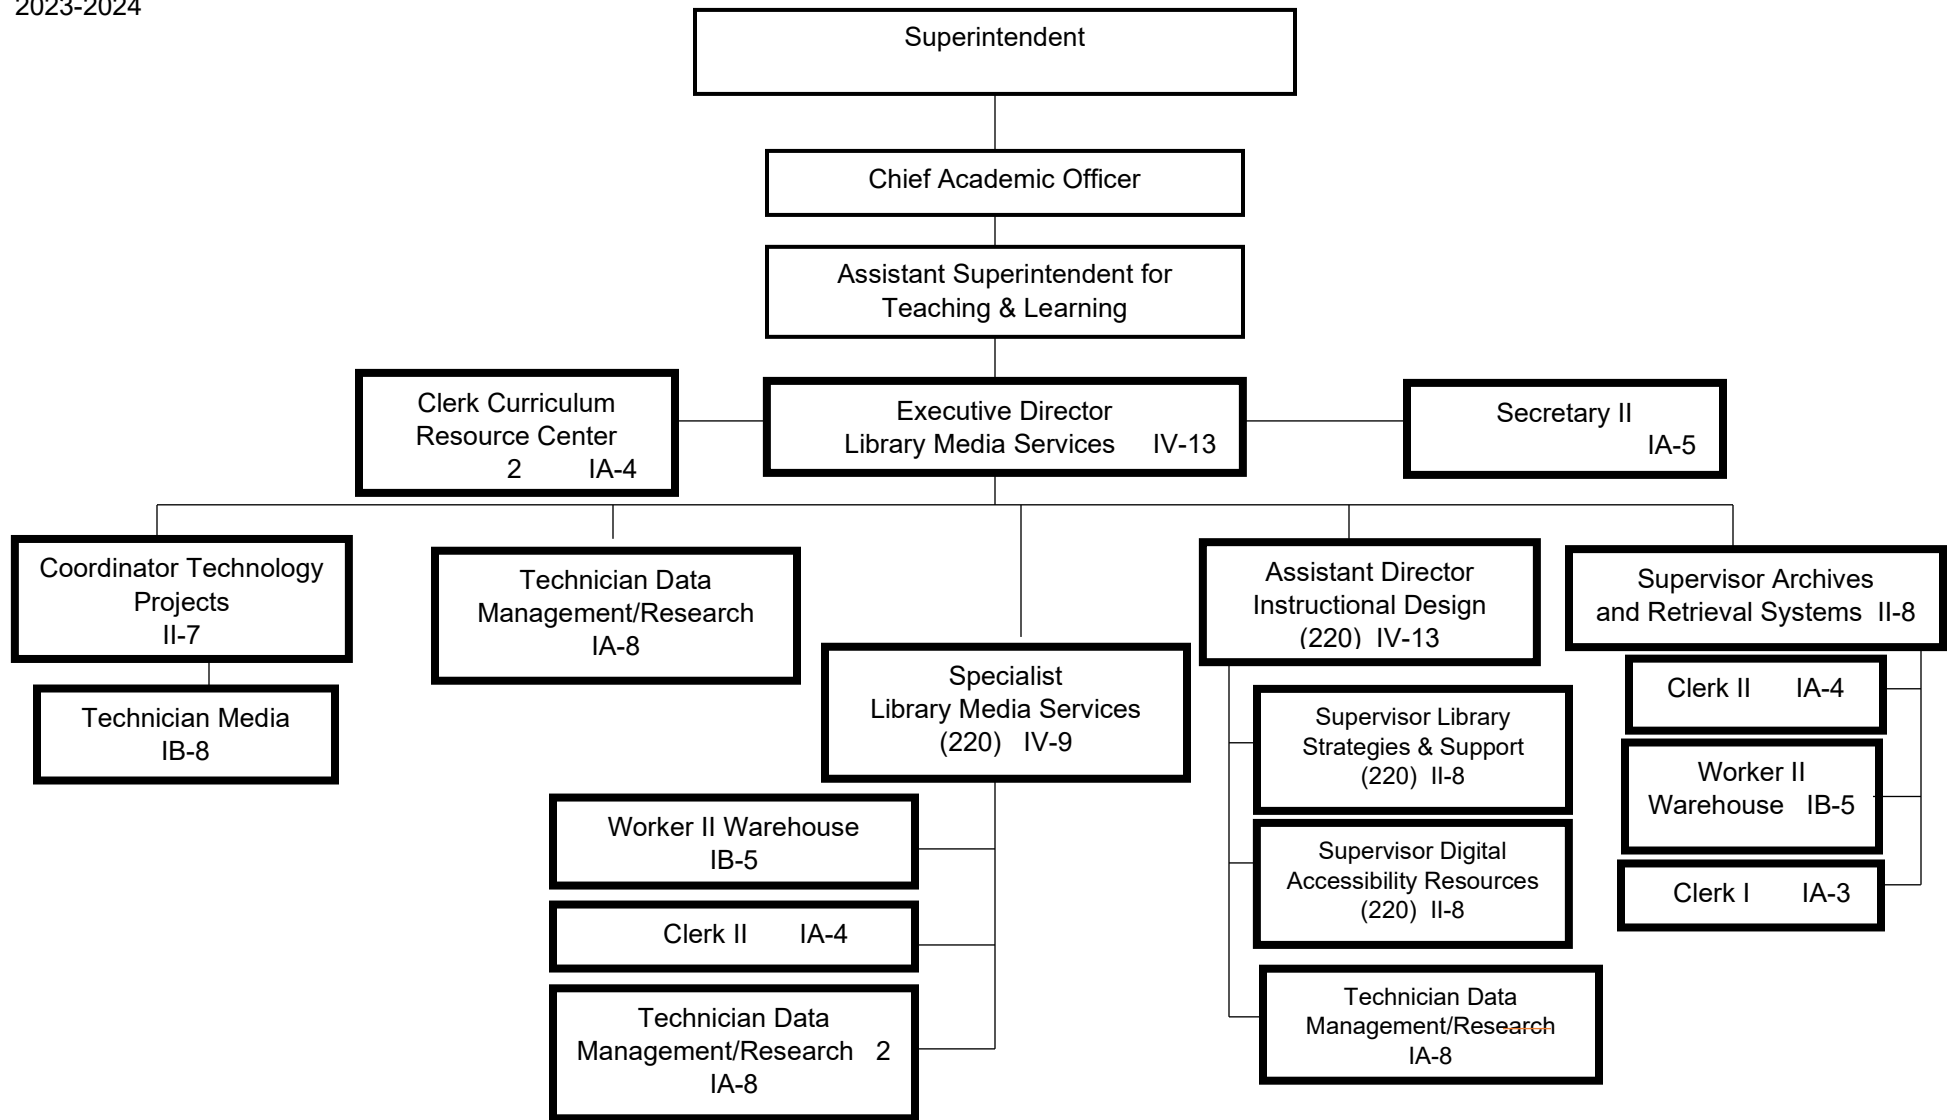 2023-2024
Superintendent
Chief Academic Officer
Assistant Superintendent for
Teaching & Learning
Clerk Curriculum
Resource Center
2 IA-4
Executive Director
Library Media Services IV-13
Secretary II
IA-5
Coordinator Technology
Projects
II-7
Technician Media
IB-8
Technician Data
Management/Research
IA-8
Specialist
Library Media Services
(220) IV-9
Worker II Warehouse
IB-5
Clerk II IA-4
Technician Data
Management/Research 2
IA-8
Assistant Director
Instructional Design
(220) IV-13
Supervisor Library
Strategies & Support
(220) II-8
Supervisor Digital
Accessibility Resources
(220) II-8
Technician Data
Management/Research
IA-8
Supervisor Archives
and Retrieval Systems II-8
Clerk II IA-4
Worker II
Warehouse IB-5
Clerk I IA-3